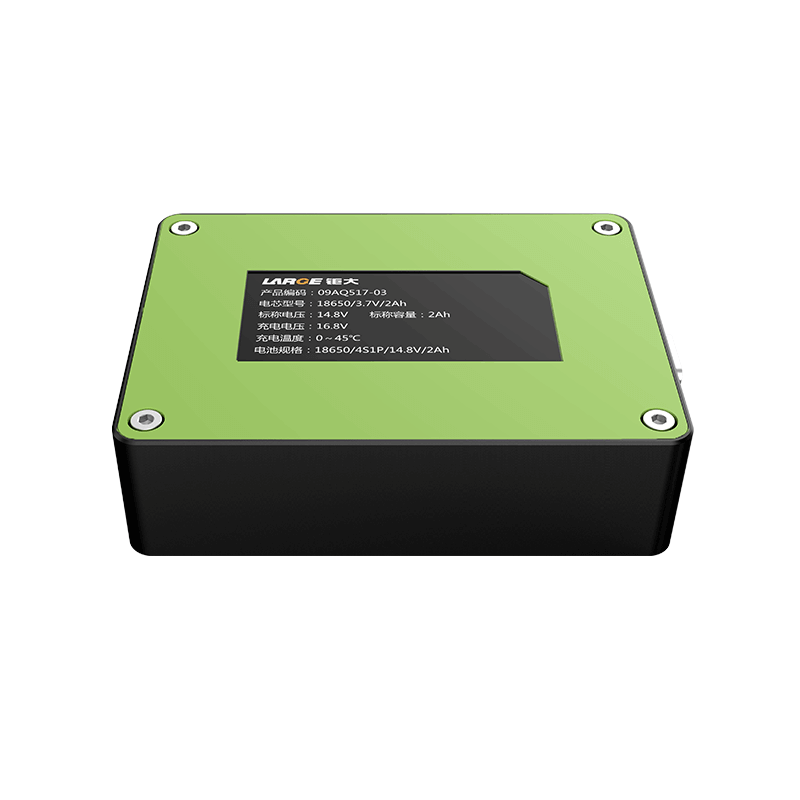 LARGE 钜大
产品编码：09AQ517-03
电芯型号：18650/3.7V/2Ah
标称电压：14.8V 标称容量：2Ah
充电电压：16.8V
充电温度：0～45℃
电池规格：18650/4S1P/14.8V/2Ah